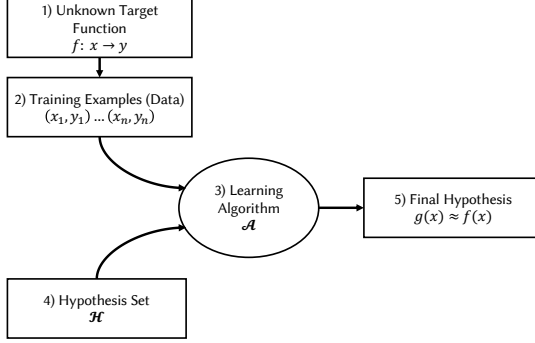 1) Unknown Target
Function
f: x → y
2) Training Examples (Data)
(x₁, y₁) … (xₙ, yₙ)
3) Learning
Algorithm
𝓐
5) Final Hypothesis
g(x) ≈ f(x)
4) Hypothesis Set
𝓗